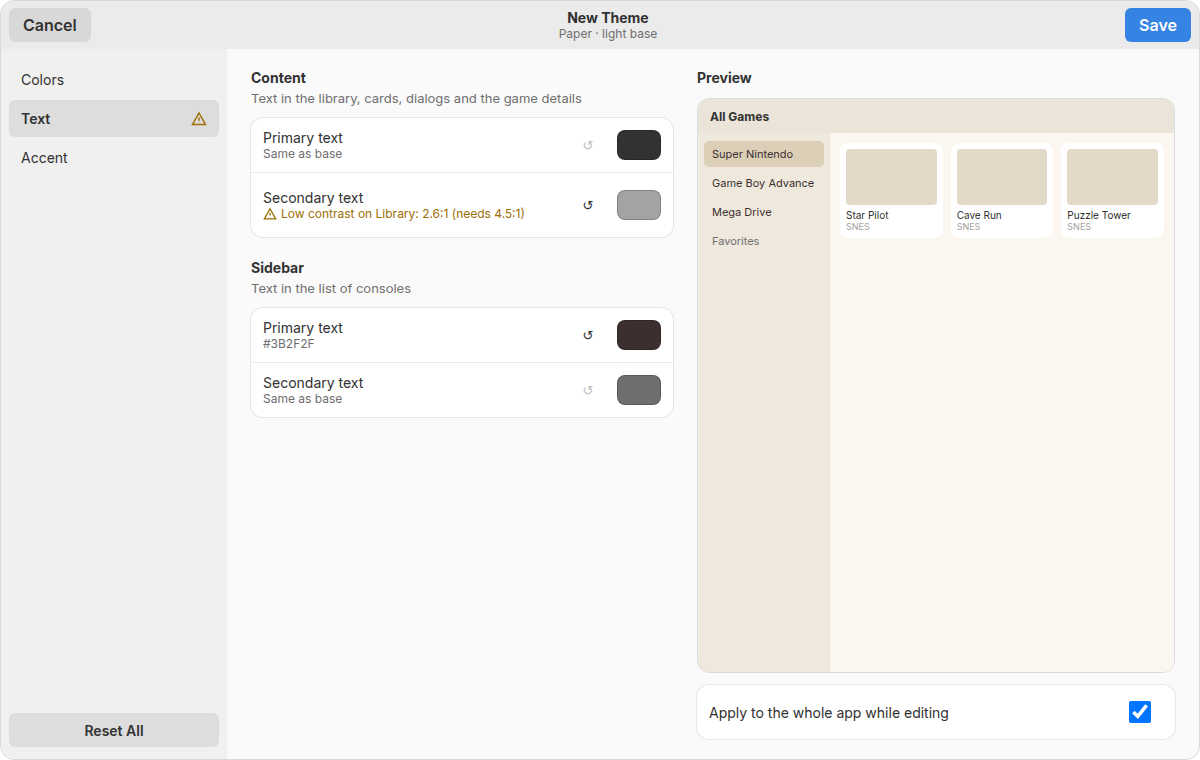 Cancel
New Theme
Paper · light base
Save
Colors
Text
Accent
Reset All
Content
Text in the library, cards, dialogs and the game details
Primary text
Same as base
Secondary text
Low contrast on Library: 2.6:1 (needs 4.5:1)
Sidebar
Text in the list of consoles
Primary text
#3B2F2F
Secondary text
Same as base
Preview
All Games
Super Nintendo
Game Boy Advance
Mega Drive
Favorites
Star Pilot
SNES
Cave Run
SNES
Puzzle Tower
SNES
Apply to the whole app while editing